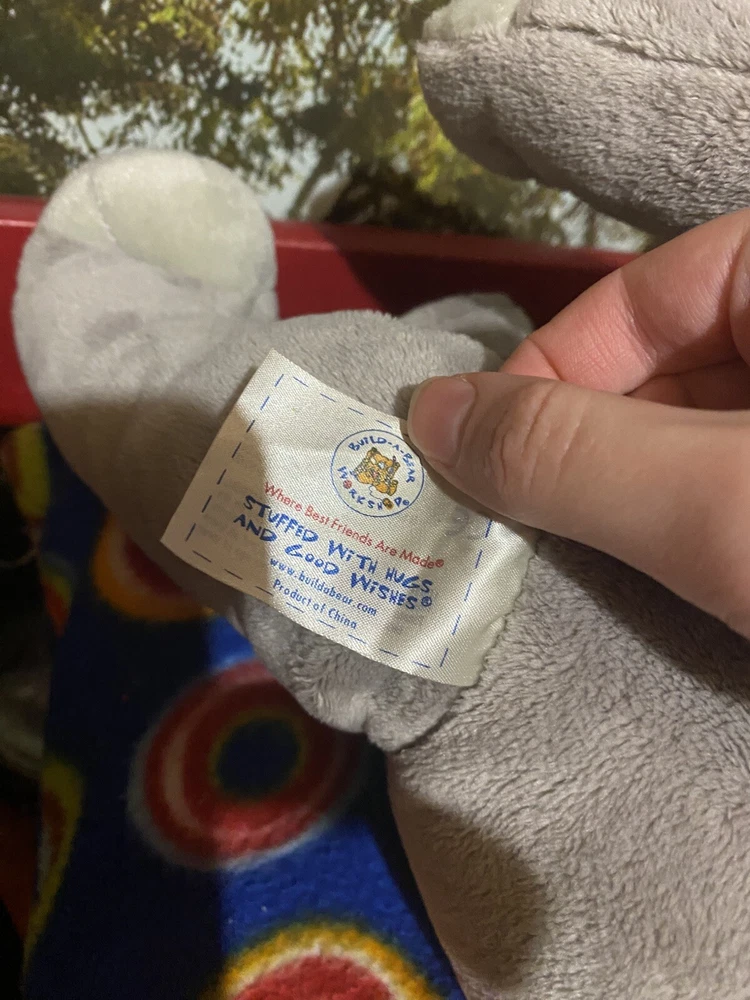 BUILD-A-BEAR
WORKSHOP®
Where Best Friends Are Made®
STUFFED WITH HUGS
AND GOOD WISHES®
www.buildabear.com
Product of China